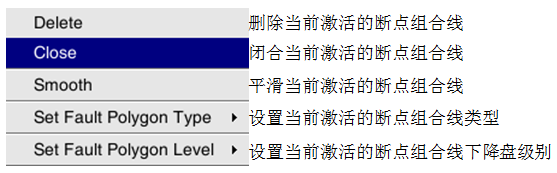 Delete 删除当前激活的断点组合线
Close 闭合当前激活的断点组合线
Smooth 平滑当前激活的断点组合线
Set Fault Polygon Type 设置当前激活的断点组合线类型
Set Fault Polygon Level 设置当前激活的断点组合线下降盘级别